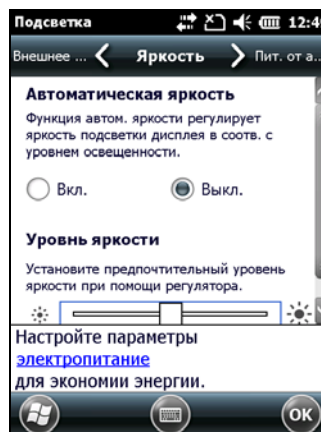 Подсветка 12:4
Внешнее ... Яркость Пит. от а..
Автоматическая яркость
Функция автом. яркости регулирует
яркость подсветки дисплея в соотв. с
уровнем освещенности.
Вкл. Выкл.
Уровнь яркости
Установите предпочтительный уровень
яркости при помощи регулятора.
Настройте параметры
электропитание
для экономии энергии.
OK